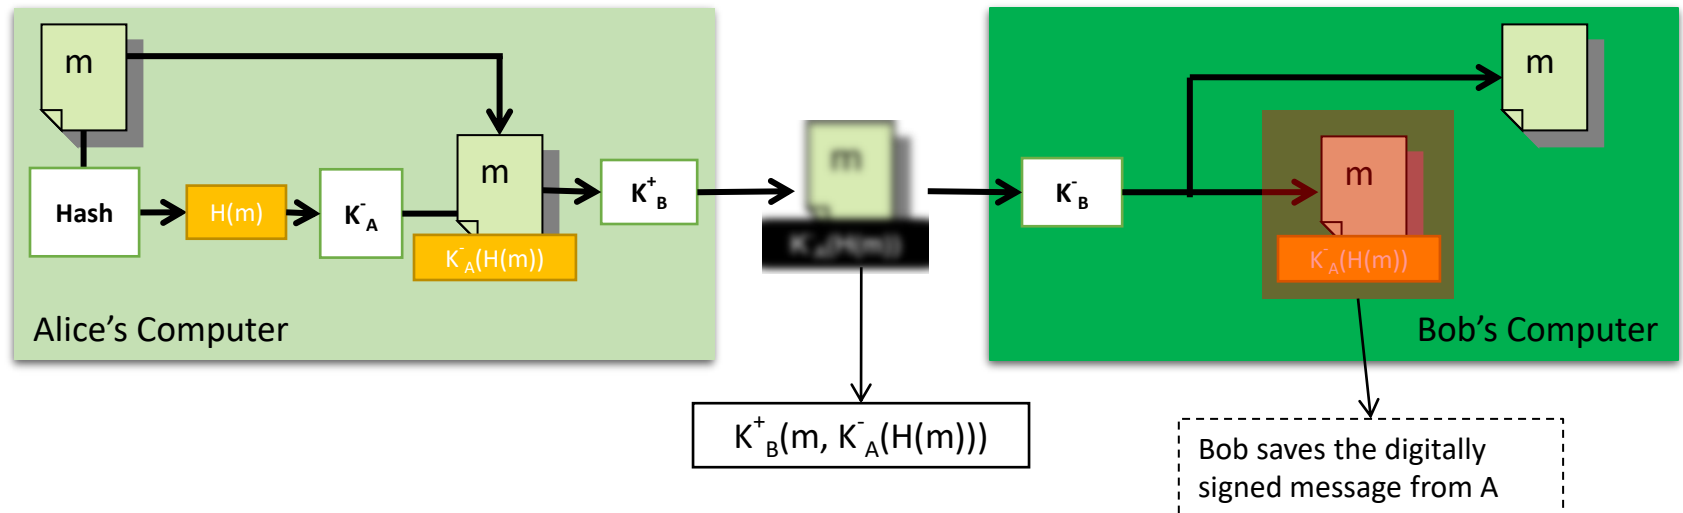 m
Hash
H(m)
K-A
m
K-A(H(m))
K+B
Alice's Computer
m
K-A(H(m))
K+B(m, K-A(H(m)))
K-B
m
K-A(H(m))
m
Bob's Computer
Bob saves the digitally
signed message from A